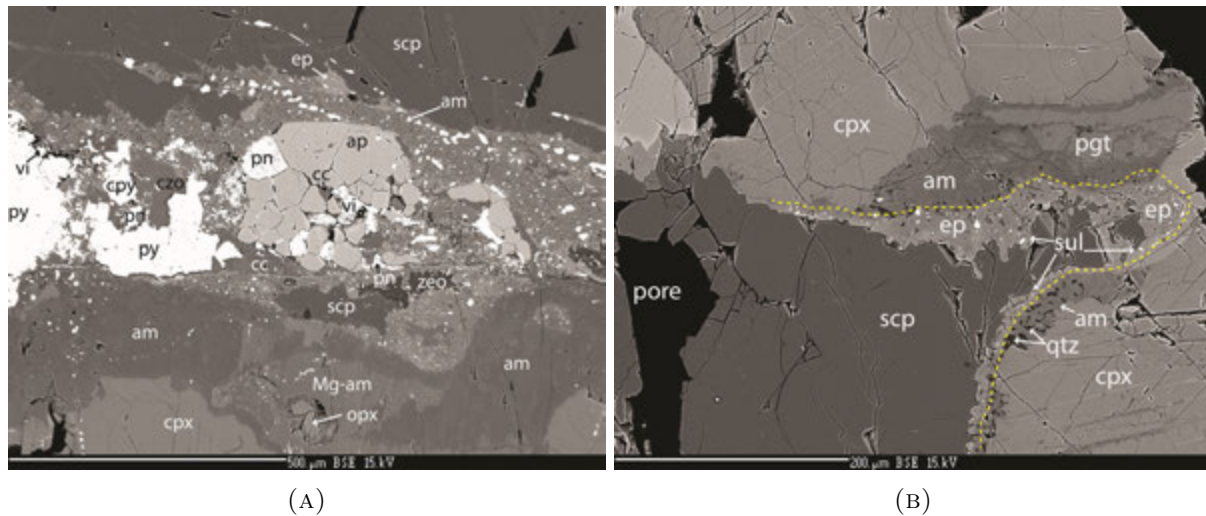 scp
ep
am
ap
pn
vi
cc
cpy
czo
vi
py
pn
py
cc
pn
zeo
scp
am
am
Mg-am
opx
cpx
500 µm BSE 15.kV
(A)
cpx
pgt
am
ep
ep
sul
pore
scp
am
qtz
cpx
200 µm BSE 15.kV
(B)